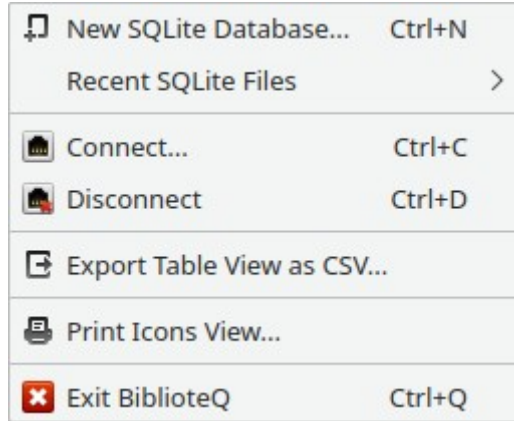 New SQLite Database... Ctrl+N
Recent SQLite Files
Connect... Ctrl+C
Disconnect Ctrl+D
Export Table View as CSV...
Print Icons View...
Exit BiblioteQ Ctrl+Q